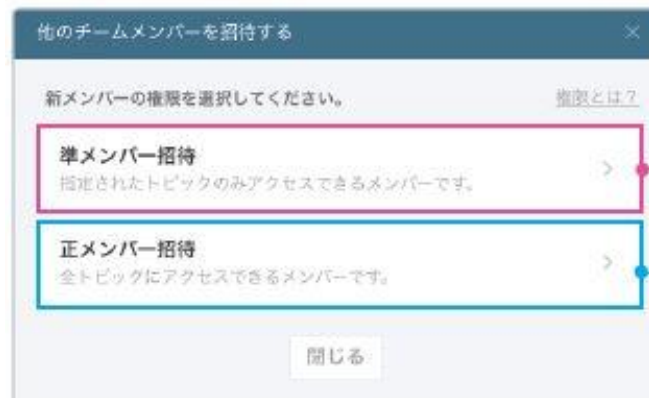 他のチームメンバーを招待する
新メンバーの権限を選択してください。 権限とは?
準メンバー招待
指定されたトピックのみアクセスできるメンバーです。
正メンバー招待
全トピックにアクセスできるメンバーです。
閉じる